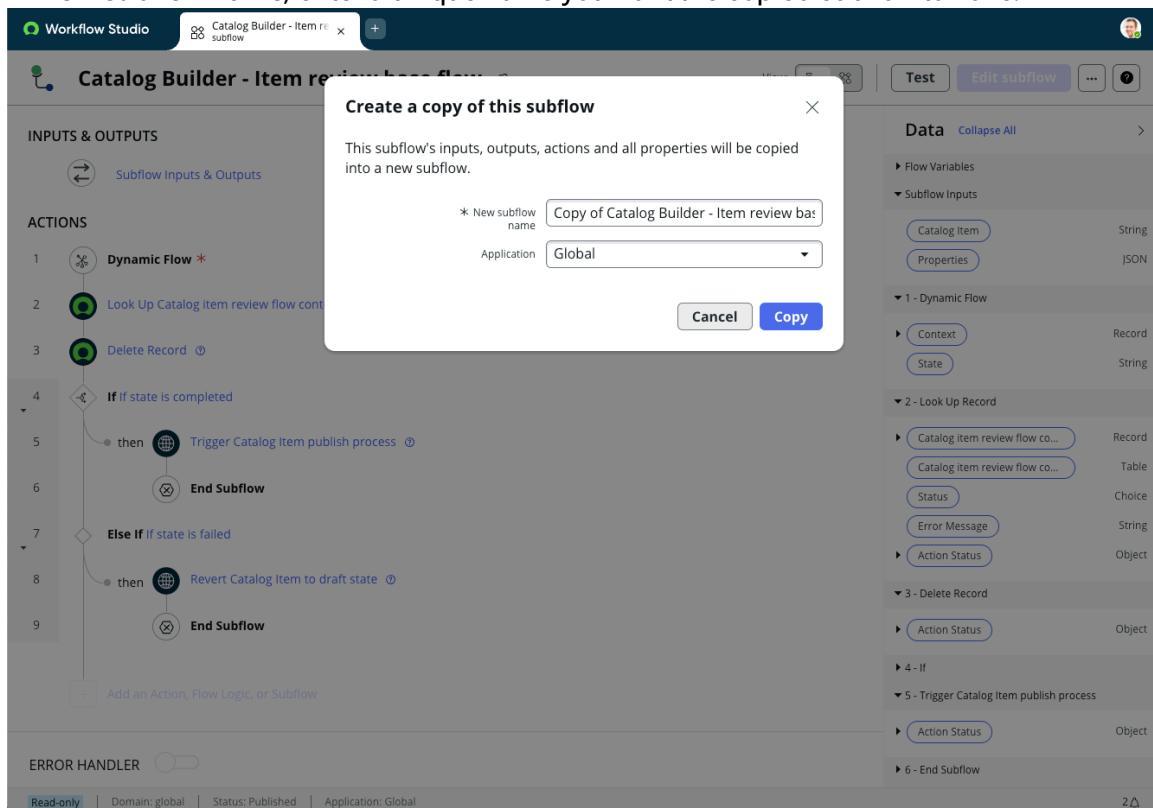 Workflow Studio
Catalog Builder - Item re
subflow
Catalog Builder - Item review base flow
Test
Edit subflow
Create a copy of this subflow
This subflow's inputs, outputs, actions and all properties will be copied
into a new subflow.
* New subflow
name
Copy of Catalog Builder - Item review bas
Application
Global
Cancel
Copy
INPUTS & OUTPUTS
Subflow Inputs & Outputs
ACTIONS
1 Dynamic Flow *
2 Look Up Catalog item review flow cont
3 Delete Record
4 If If state is completed
5 then Trigger Catalog Item publish process
6 End Subflow
7 Else If If state is failed
8 then Revert Catalog Item to draft state
9 End Subflow
Add an Action, Flow Logic, or Subflow
ERROR HANDLER
Data Collapse All
Flow Variables
Subflow Inputs
Catalog Item String
Properties JSON
1 - Dynamic Flow
Context Record
State String
2 - Look Up Record
Catalog item review flow co... Record
Catalog item review flow co... Table
Status Choice
Error Message String
Action Status Object
3 - Delete Record
Action Status Object
4 - If
5 - Trigger Catalog Item publish process
Action Status Object
6 - End Subflow
Read-only | Domain: global | Status: Published | Application: Global
2